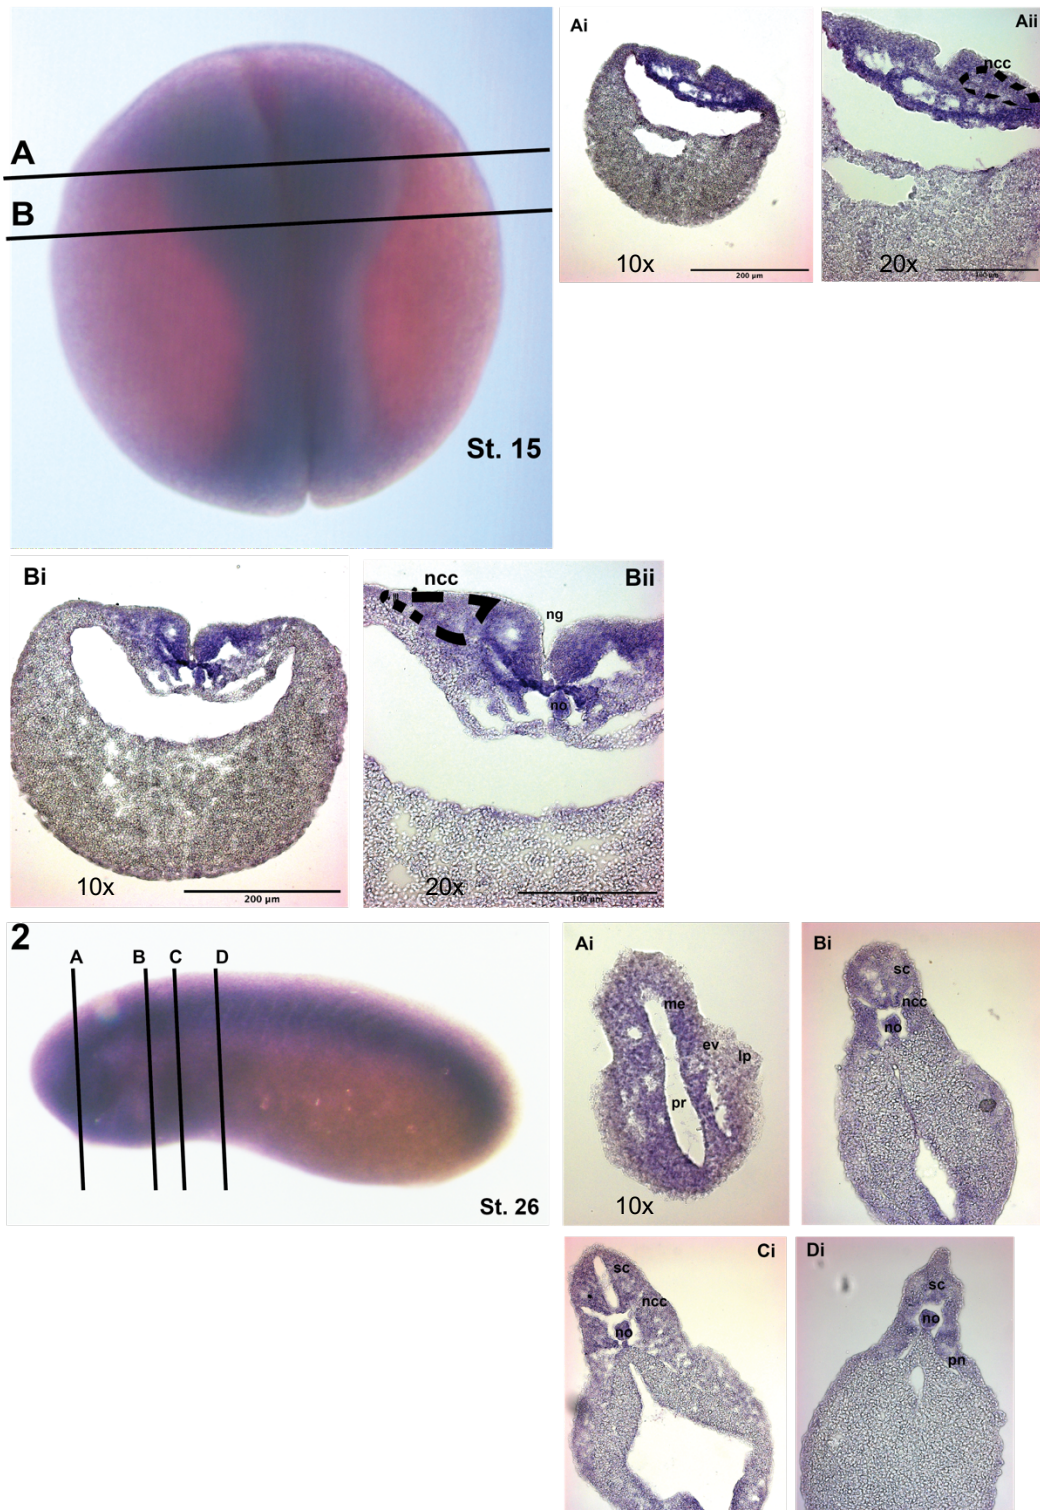 A
B
St. 15
Ai
10x
200 µm
Aii
ncc
20x
100 µm
Bi
10x
200 µm
Bii
ncc
ng
no
20x
100 µm
2
A B C D
St. 26
Ai
me
ev
lp
pr
10x
Bi
sc
ncc
no
Ci
sc
ncc
no
Di
sc
no
pn